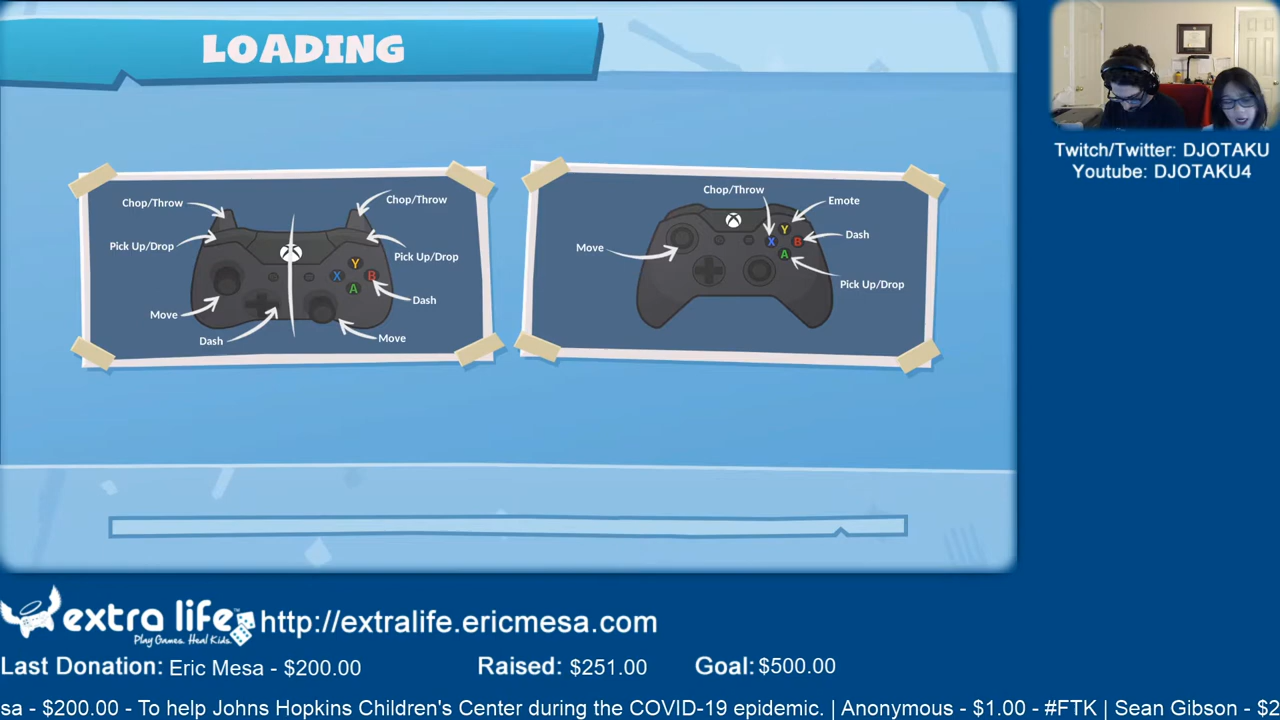 LOADING
Chop/Throw
Chop/Throw
Pick Up/Drop
Pick Up/Drop
X
Y
B
A
Dash
Move
Dash
Move
Chop/Throw
Emote
Move
X
Y
B
A
Dash
Pick Up/Drop
Twitch/Twitter: DJOTAKU
Youtube: DJOTAKU4
extra life
Play Games. Heal Kids.
http://extralife.ericmesa.com
Last Donation: Eric Mesa - $200.00 Raised: $251.00 Goal: $500.00
sa - $200.00 - To help Johns Hopkins Children's Center during the COVID-19 epidemic. | Anonymous - $1.00 - #FTK | Sean Gibson - $2